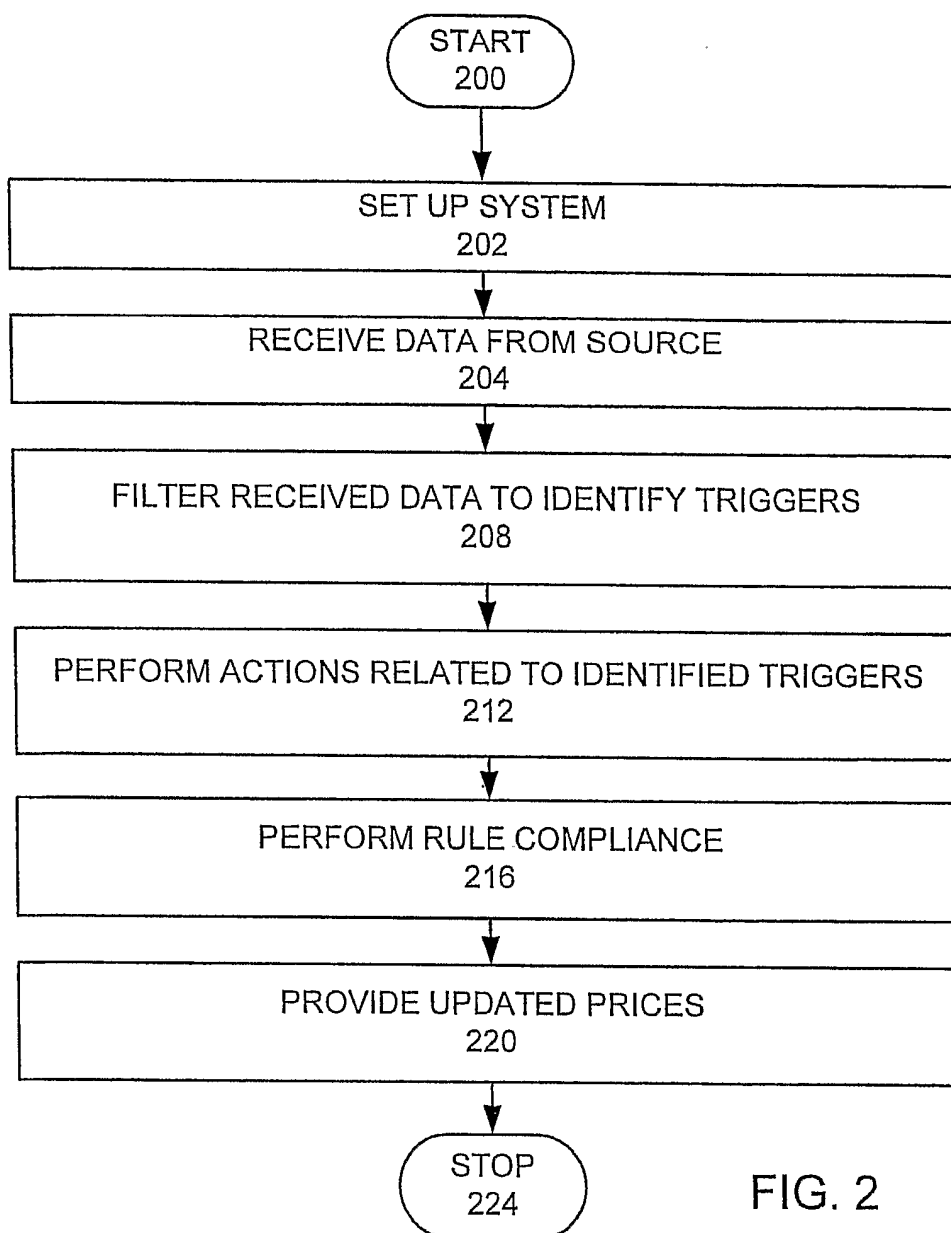 START
200
SET UP SYSTEM
202
RECEIVE DATA FROM SOURCE
204
FILTER RECEIVED DATA TO IDENTIFY TRIGGERS
208
PERFORM ACTIONS RELATED TO IDENTIFIED TRIGGERS
212
PERFORM RULE COMPLIANCE
216
PROVIDE UPDATED PRICES
220
STOP
224
FIG. 2